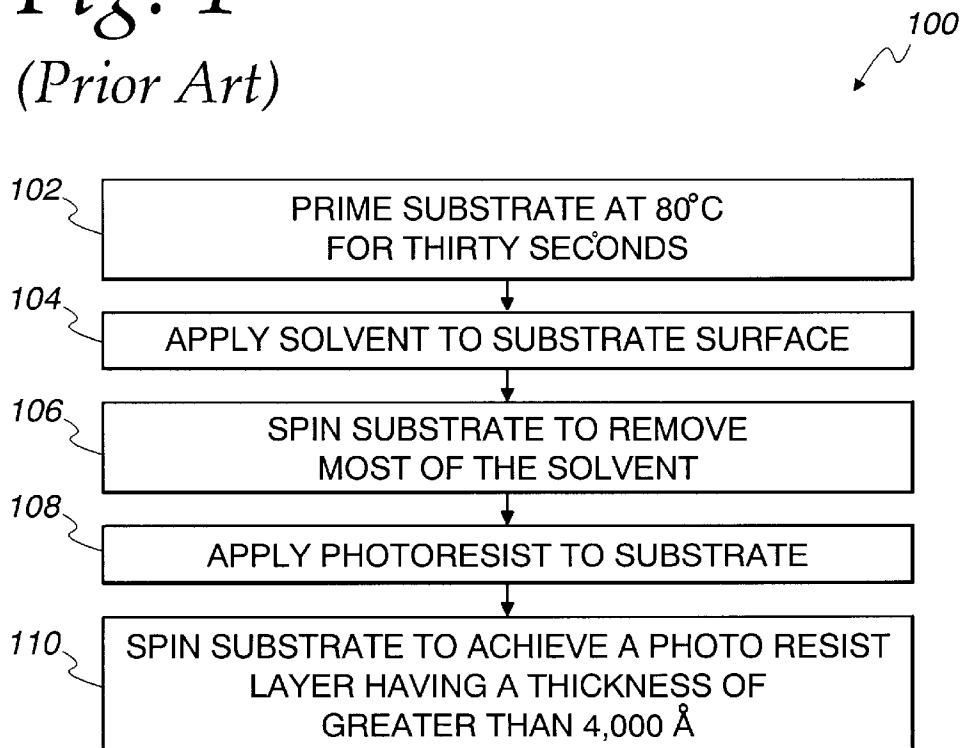 Fig. 1
(Prior Art)
100
102
PRIME SUBSTRATE AT 80°C
FOR THIRTY SECONDS
104
APPLY SOLVENT TO SUBSTRATE SURFACE
106
SPIN SUBSTRATE TO REMOVE
MOST OF THE SOLVENT
108
APPLY PHOTORESIST TO SUBSTRATE
110
SPIN SUBSTRATE TO ACHIEVE A PHOTO RESIST
LAYER HAVING A THICKNESS OF
GREATER THAN 4,000 Å